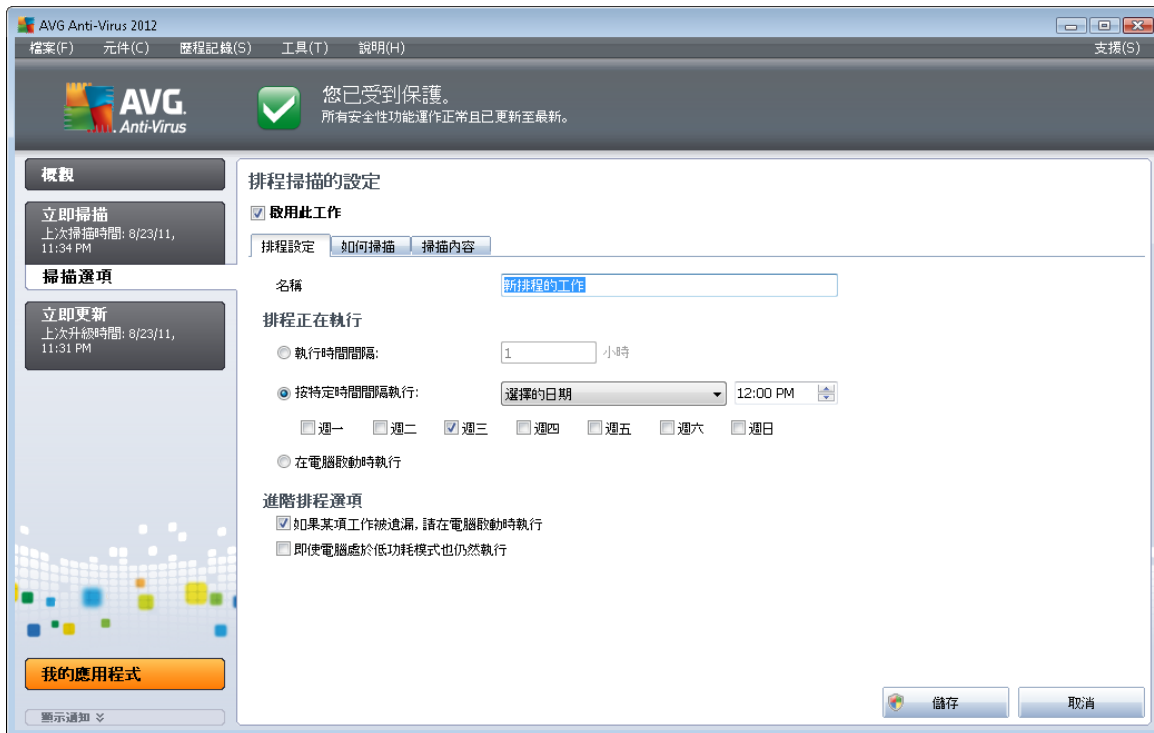 AVG Anti-Virus 2012
檔案(F) 元件(C) 歷程記錄(S) 工具(T) 說明(H) 支援(S)
AVG.
Anti-Virus
您已受到保護。
所有安全性功能運作正常且已更新至最新。
概觀
立即掃描
上次掃描時間: 8/23/11,
11:34 PM
掃描選項
立即更新
上次升級時間: 8/23/11,
11:31 PM
我的應用程式
顯示通知
排程掃描的設定
啟用此工作
排程設定 如何掃描 掃描內容
名稱 新排程的工作
排程正在執行
執行時間間隔: 1 小時
按特定時間間隔執行: 選擇的日期 12:00 PM
週一 週二 週三 週四 週五 週六 週日
在電腦啟動時執行
進階排程選項
如果某項工作被遺漏, 請在電腦啟動時執行
即使電腦處於低功耗模式也仍然執行
儲存 取消